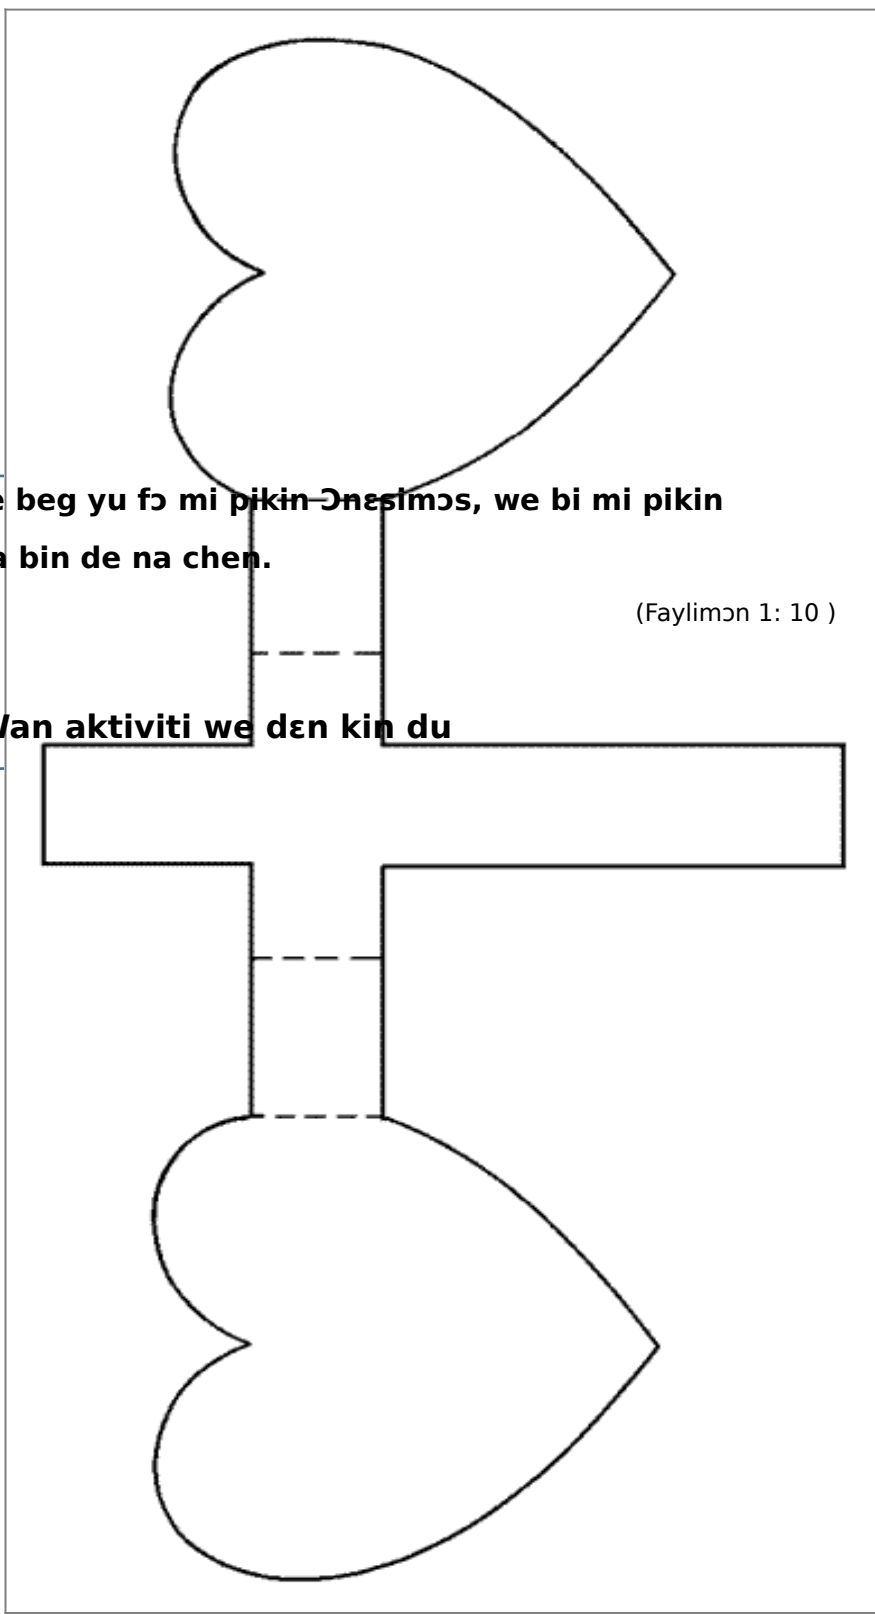 beg yu fɔ mi pikin Ɔnɛsimɔs, we bi mi pikin
bin de na chen.
(Faylimɔn 1: 10 )
aktiviti we dɛn kin du